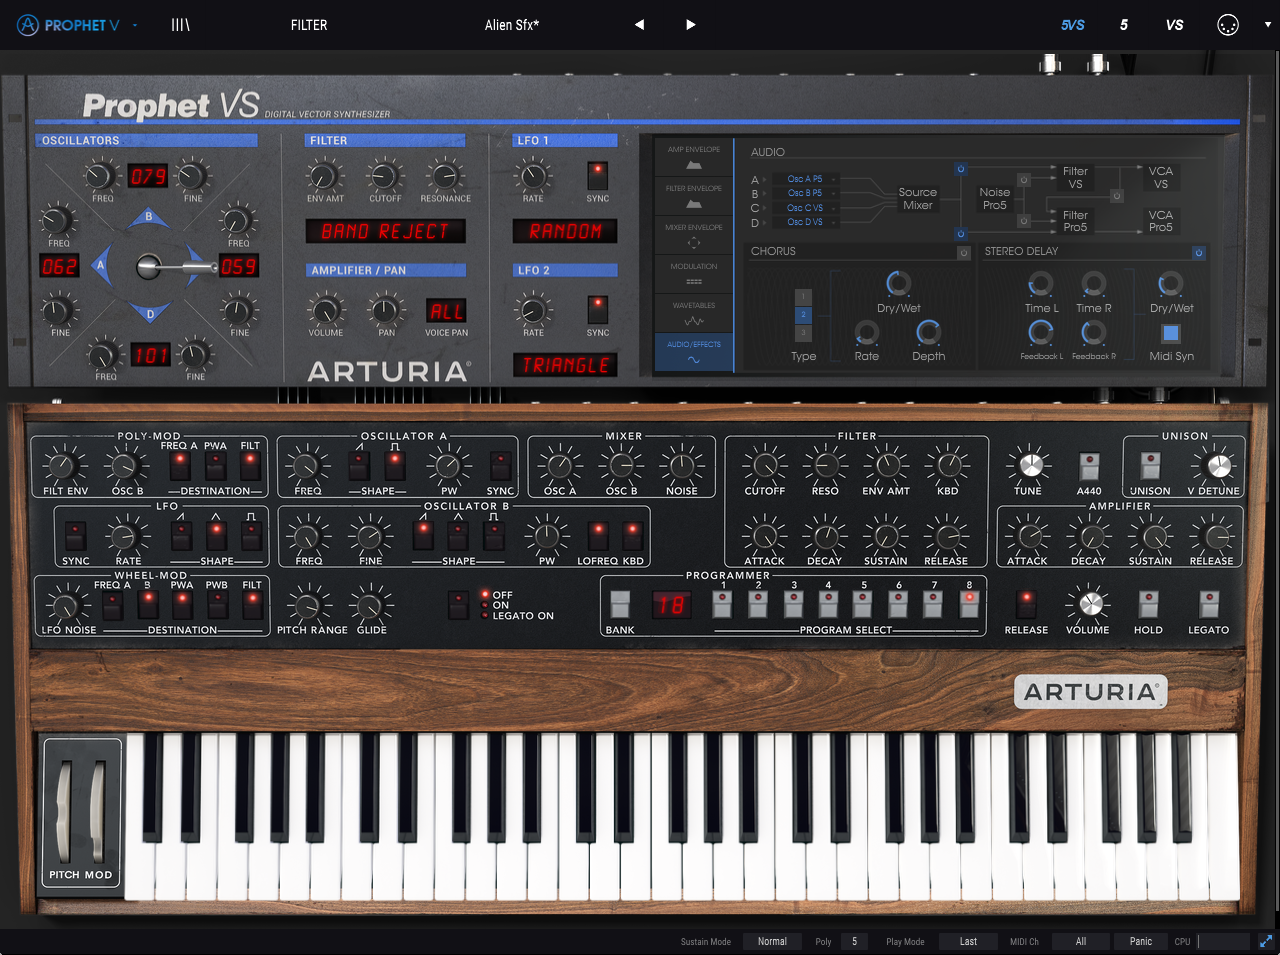 PROPHET V
FILTER
Alien Sfx*
5VS
5
VS
Prophet VS DIGITAL VECTOR SYNTHESIZER
OSCILLATORS
FILTER
LFO 1
079
FREQ
FINE
ENV AMT
CUTOFF
RESONANCE
RATE
SYNC
B
FREQ
FREQ
BAND REJECT
RANDOM
062
A
059
AMPLIFIER / PAN
LFO 2
D
ALL
FINE
FINE
VOLUME
PAN
VOICE PAN
RATE
SYNC
101
FREQ
FINE
ARTURIA®
TRIANGLE
AMP ENVELOPE
FILTER ENVELOPE
MIXER ENVELOPE
MODULATION
WAVETABLES
AUDIO/EFFECTS
AUDIO
A Osc A P5
B Osc B P5
C Osc C VS
D Osc D VS
Source
Mixer
Noise
Pro5
Filter
VS
VCA
VS
Filter
Pro5
VCA
Pro5
CHORUS
STEREO DELAY
1
2
3
Type
Dry/Wet
Rate
Depth
Time L
Time R
Dry/Wet
Feedback L
Feedback R
Midi Syn
POLY-MOD
FREQ A PWA FILT
FILT ENV
OSC B
DESTINATION
OSCILLATOR A
FREQ
SHAPE
PW
SYNC
MIXER
OSC A
OSC B
NOISE
FILTER
CUTOFF
RESO
ENV AMT
KBD
TUNE
A440
UNISON
UNISON
V DETUNE
LFO
SYNC
RATE
SHAPE
OSCILLATOR B
FREQ
FINE
SHAPE
PW
LOFREQ KBD
ATTACK
DECAY
SUSTAIN
RELEASE
AMPLIFIER
ATTACK
DECAY
SUSTAIN
RELEASE
WHEEL-MOD
FREQ A B PWA PWB FILT
LFO NOISE
DESTINATION
PITCH RANGE
GLIDE
OFF
ON
LEGATO ON
PROGRAMMER
1 2 3 4 5 6 7 8
18
BANK
PROGRAM SELECT
RELEASE
VOLUME
HOLD
LEGATO
ARTURIA®
PITCH MOD
Sustain Mode Normal Poly 5 Play Mode Last MIDI Ch All Panic CPU